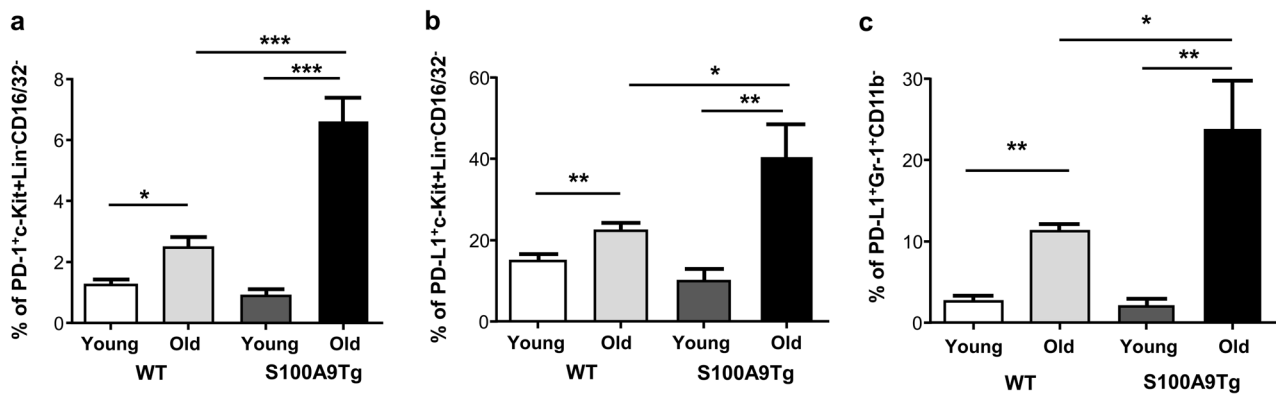 a
% of PD-1⁺c-Kit+Lin⁻CD16/32⁻
8
6
4
2
0
*
***
***
Young Old Young Old
WT S100A9Tg
b
% of PD-L1⁺c-Kit+Lin⁻CD16/32⁻
60
40
20
0
**
*
**
Young Old Young Old
WT S100A9Tg
c
% of PD-L1⁺Gr-1⁺CD11b⁻
30
20
10
0
**
*
**
Young Old Young Old
WT S100A9Tg